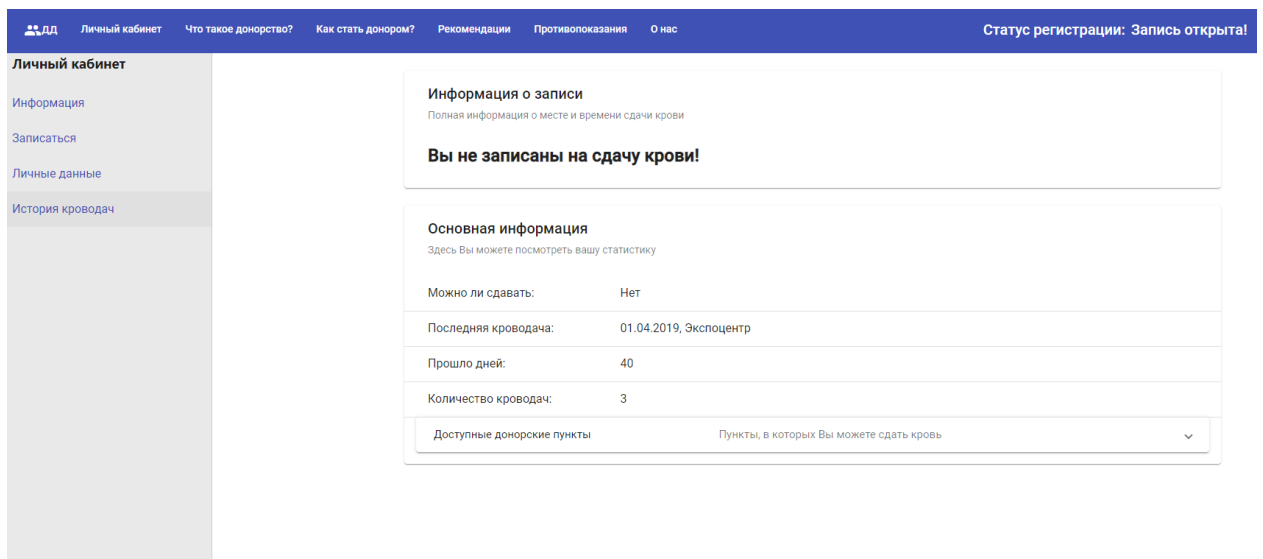 ДД Личный кабинет Что такое донорство? Как стать донором? Рекомендации Противопоказания О нас Статус регистрации: Запись открыта!
Личный кабинет
Информация
Записаться
Личные данные
История кроводач
Информация о записи
Полная информация о месте и времени сдачи крови
Вы не записаны на сдачу крови!
Основная информация
Здесь Вы можете посмотреть вашу статистику
Можно ли сдавать: Нет
Последняя кроводача: 01.04.2019, Экспоцентр
Прошло дней: 40
Количество кроводач: 3
Доступные донорские пункты Пункты, в которых Вы можете сдать кровь